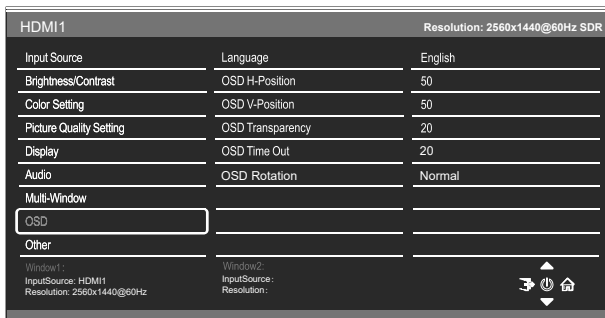 HDMI1 Resolution: 2560x1440@60Hz SDR
Input Source Language English
Brightness/Contrast OSD H-Position 50
Color Setting OSD V-Position 50
Picture Quality Setting OSD Transparency 20
Display OSD Time Out 20
Audio OSD Rotation Normal
Multi-Window
OSD
Other
Window1: Window2:
InputSource: HDMI1 InputSource:
Resolution: 2560x1440@60Hz Resolution: